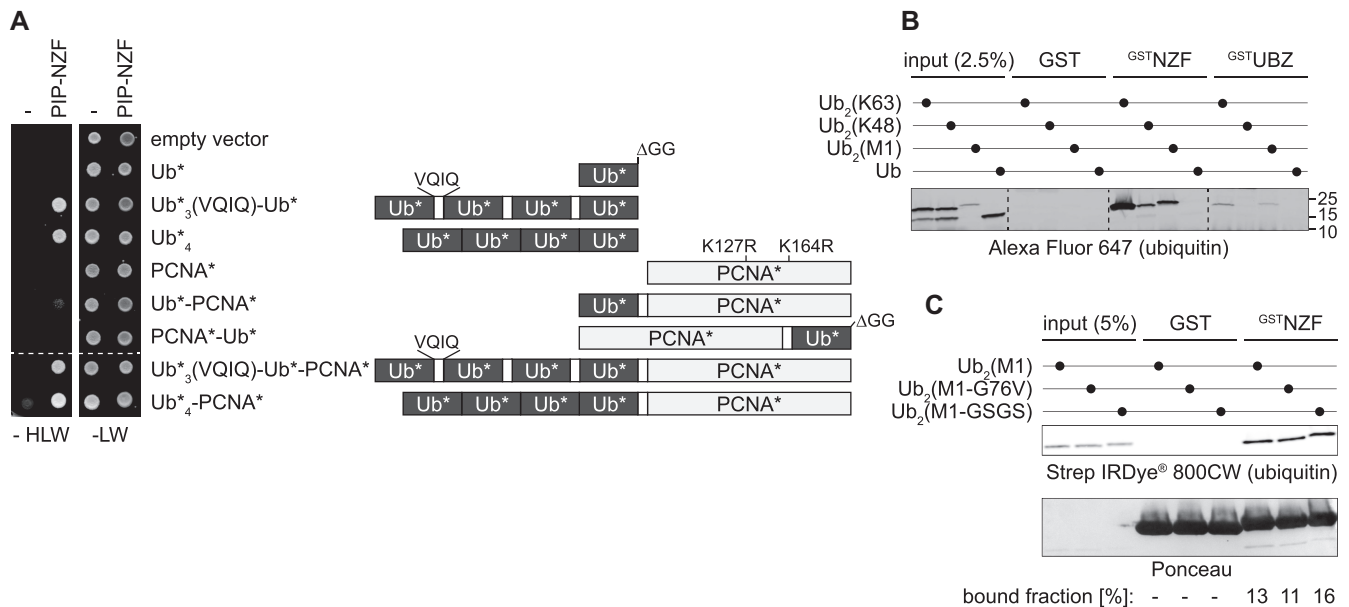 A
-
PIP-NZF
-
PIP-NZF
empty vector
Ub*
Ub*3(VQIQ)-Ub*
Ub*4
PCNA*
Ub*-PCNA*
PCNA*-Ub*
Ub*3(VQIQ)-Ub*-PCNA*
Ub*4-PCNA*
- HLW
-LW
ΔGG
Ub*
VQIQ
Ub* Ub* Ub* Ub*
Ub* Ub* Ub* Ub*
K127R K164R
PCNA*
Ub* PCNA*
ΔGG
PCNA* Ub*
VQIQ
Ub* Ub* Ub* Ub* PCNA*
Ub* Ub* Ub* Ub* PCNA*
B
input (2.5%) GST GSTNZF GSTUBZ
Ub2(K63)
Ub2(K48)
Ub2(M1)
Ub
25
15
10
Alexa Fluor 647 (ubiquitin)
C
input (5%) GST GSTNZF
Ub2(M1)
Ub2(M1-G76V)
Ub2(M1-GSGS)
Strep IRDye® 800CW (ubiquitin)
Ponceau
bound fraction [%]: - - - 13 11 16